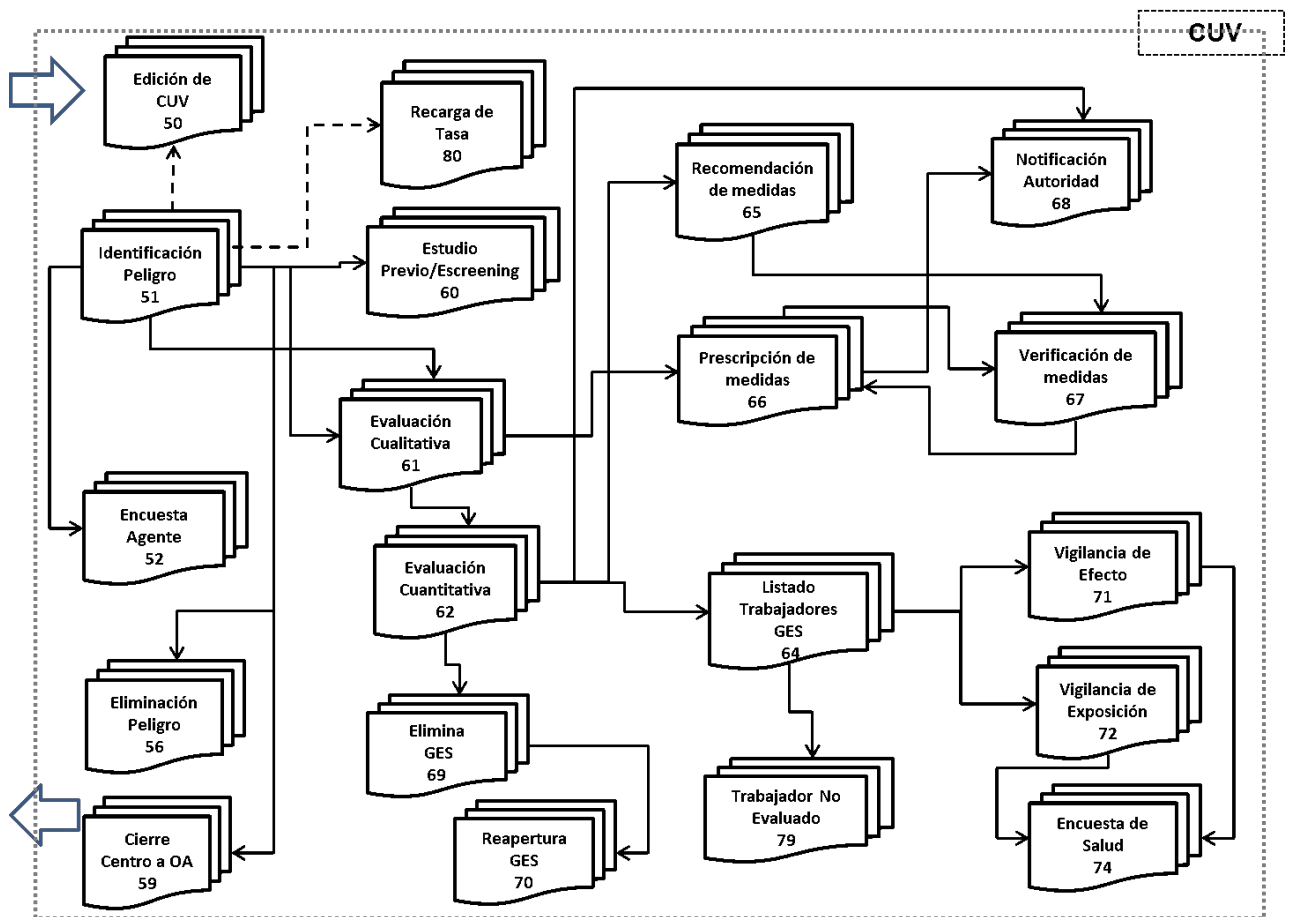 CUV
Edición de
CUV
50
Recarga de
Tasa
80
Recomendación
de medidas
65
Notificación
Autoridad
68
Identificación
Peligro
51
Estudio
Previo/Escreening
60
Prescripción de
medidas
66
Verificación de
medidas
67
Evaluación
Cualitativa
61
Encuesta
Agente
52
Evaluación
Cuantitativa
62
Listado
Trabajadores
GES
64
Vigilancia de
Efecto
71
Eliminación
Peligro
56
Elimina
GES
69
Vigilancia de
Exposición
72
Cierre
Centro a OA
59
Reapertura
GES
70
Trabajador No
Evaluado
79
Encuesta de
Salud
74